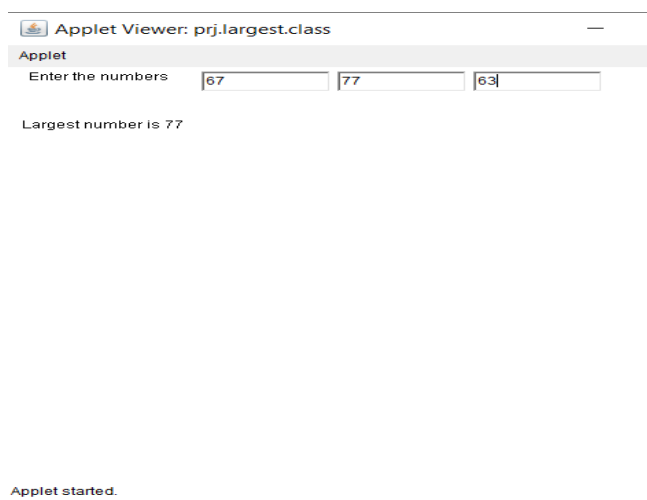 Applet Viewer: prj.largest.class
Applet
Enter the numbers 67 77 63
Largest number is 77
Applet started.